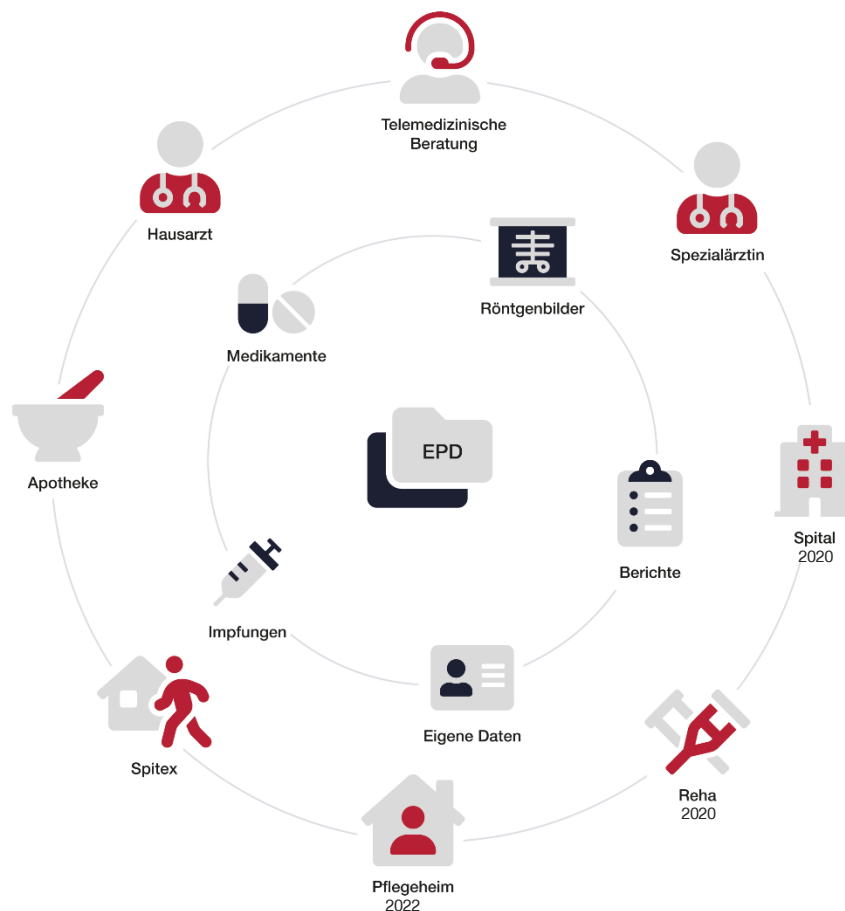 Telemedizinische
Beratung
Hausarzt
Spezialärztin
Röntgenbilder
Medikamente
EPD
Apotheke
Spital
2020
Berichte
Impfungen
Eigene Daten
Spitex
Reha
2020
Pflegeheim
2022